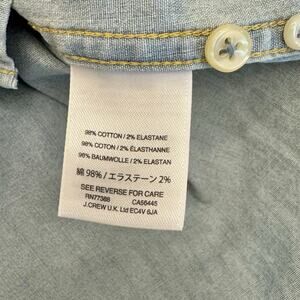 98% COTTON / 2% ELASTANE
98% COTON / 2% ÉLASTHANNE
98% BAUMWOLLE / 2% ELASTAN
綿 98% / エラステーン 2%
SEE REVERSE FOR CARE
RN77388 CA56445
J.CREW U.K. Ltd EC4V 6JA